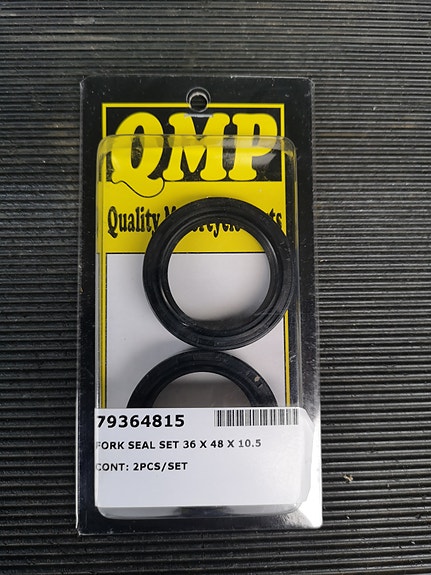 QMP
Quality Motorcycle Parts
79364815
FORK SEAL SET 36 X 48 X 10.5
CONT: 2PCS/SET